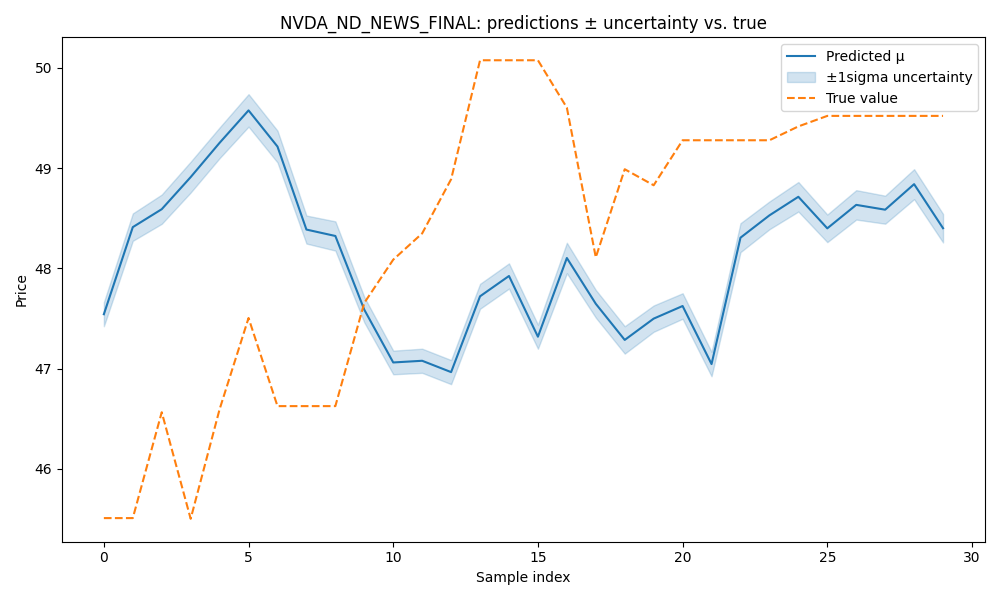 NVDA_ND_NEWS_FINAL: predictions ± uncertainty vs. true
Predicted μ
±1sigma uncertainty
True value
Price
50
49
48
47
46
0 5 10 15 20 25 30
Sample index